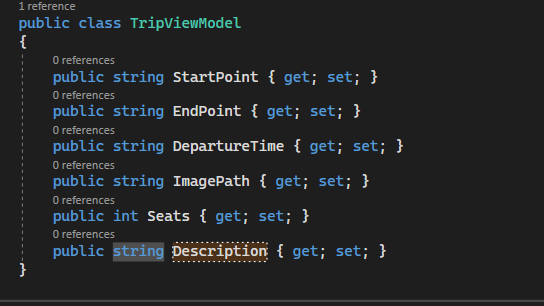 1 reference
public class TripViewModel
{
0 references
public string StartPoint { get; set; }
0 references
public string EndPoint { get; set; }
0 references
public string DepartureTime { get; set; }
0 references
public string ImagePath { get; set; }
0 references
public int Seats { get; set; }
0 references
public string Description { get; set; }
}